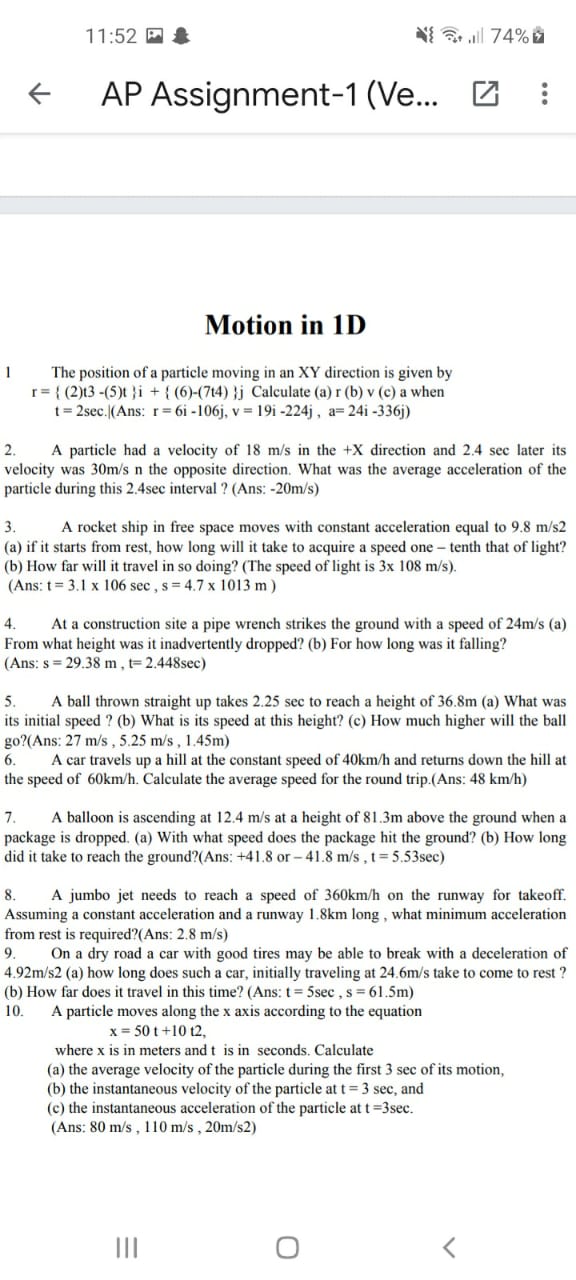 11:52
74%
AP Assignment-1 (Ve...
Motion in 1D
1 The position of a particle moving in an XY direction is given by
r = { (2)t3 -(5)t }i + { (6)-(7t4) }j Calculate (a) r (b) v (c) a when
t = 2sec.|(Ans: r = 6i -106j, v = 19i -224j , a= 24i -336j)
2. A particle had a velocity of 18 m/s in the +X direction and 2.4 sec later its
velocity was 30m/s n the opposite direction. What was the average acceleration of the
particle during this 2.4sec interval ? (Ans: -20m/s)
3. A rocket ship in free space moves with constant acceleration equal to 9.8 m/s2
(a) if it starts from rest, how long will it take to acquire a speed one – tenth that of light?
(b) How far will it travel in so doing? (The speed of light is 3x 108 m/s).
(Ans: t = 3.1 x 106 sec , s = 4.7 x 1013 m )
4. At a construction site a pipe wrench strikes the ground with a speed of 24m/s (a)
From what height was it inadvertently dropped? (b) For how long was it falling?
(Ans: s = 29.38 m , t= 2.448sec)
5. A ball thrown straight up takes 2.25 sec to reach a height of 36.8m (a) What was
its initial speed ? (b) What is its speed at this height? (c) How much higher will the ball
go?(Ans: 27 m/s , 5.25 m/s , 1.45m)
6. A car travels up a hill at the constant speed of 40km/h and returns down the hill at
the speed of 60km/h. Calculate the average speed for the round trip.(Ans: 48 km/h)
7. A balloon is ascending at 12.4 m/s at a height of 81.3m above the ground when a
package is dropped. (a) With what speed does the package hit the ground? (b) How long
did it take to reach the ground?(Ans: +41.8 or – 41.8 m/s , t = 5.53sec)
8. A jumbo jet needs to reach a speed of 360km/h on the runway for takeoff.
Assuming a constant acceleration and a runway 1.8km long , what minimum acceleration
from rest is required?(Ans: 2.8 m/s)
9. On a dry road a car with good tires may be able to break with a deceleration of
4.92m/s2 (a) how long does such a car, initially traveling at 24.6m/s take to come to rest ?
(b) How far does it travel in this time? (Ans: t = 5sec , s = 61.5m)
10. A particle moves along the x axis according to the equation
x = 50 t +10 t2,
where x is in meters and t is in seconds. Calculate
(a) the average velocity of the particle during the first 3 sec of its motion,
(b) the instantaneous velocity of the particle at t = 3 sec, and
(c) the instantaneous acceleration of the particle at t =3sec.
(Ans: 80 m/s , 110 m/s , 20m/s2)